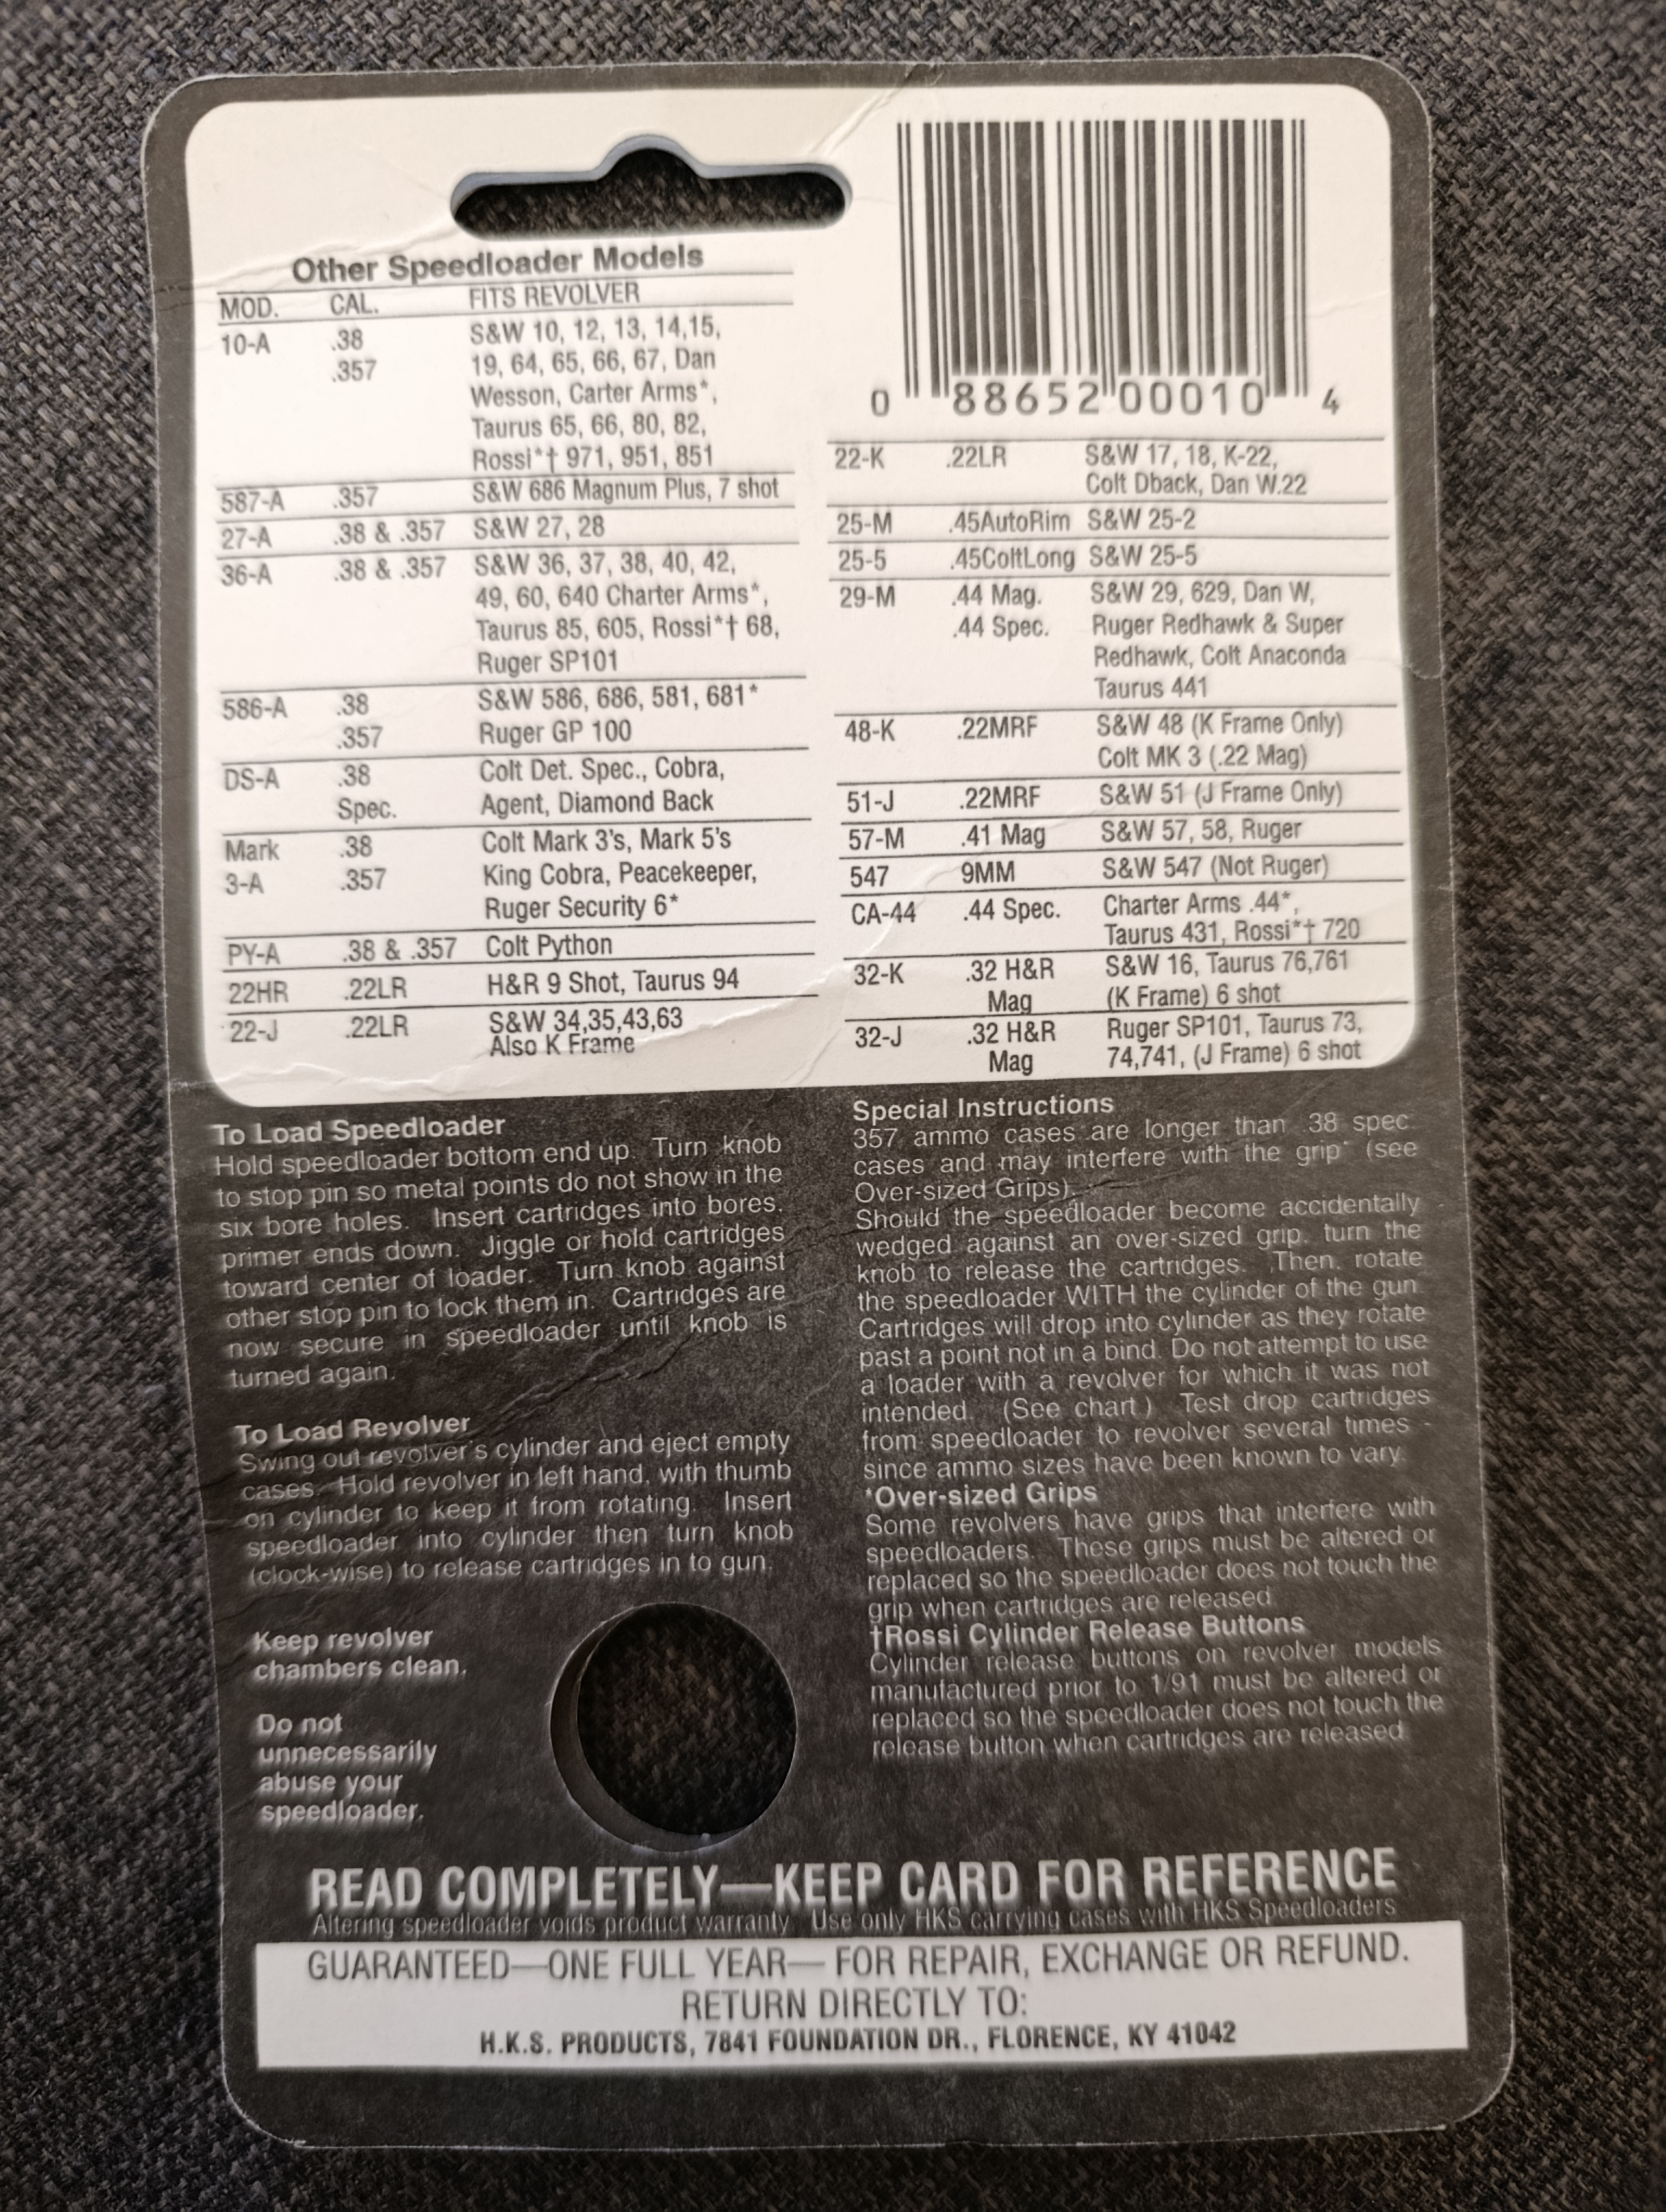 Other Speedloader Models
MOD. CAL. FITS REVOLVER
10-A .38 S&W 10, 12, 13, 14,15,
.357 19, 64, 65, 66, 67, Dan
Wesson, Carter Arms*,
Taurus 65, 66, 80, 82,
Rossi*† 971, 951, 851
587-A .357 S&W 686 Magnum Plus, 7 shot
27-A .38 & .357 S&W 27, 28
36-A .38 & .357 S&W 36, 37, 38, 40, 42,
49, 60, 640 Charter Arms*,
Taurus 85, 605, Rossi*† 68,
Ruger SP101
586-A .38 S&W 586, 686, 581, 681*
.357 Ruger GP 100
DS-A .38 Colt Det. Spec., Cobra,
Spec. Agent, Diamond Back
Mark .38 Colt Mark 3's, Mark 5's
3-A .357 King Cobra, Peacekeeper,
Ruger Security 6*
PY-A .38 & .357 Colt Python
22HR .22LR H&R 9 Shot, Taurus 94
22-J .22LR S&W 34,35,43,63
Also K Frame
0 88652 00010 4
22-K .22LR S&W 17, 18, K-22,
Colt Dback, Dan W.22
25-M .45AutoRim S&W 25-2
25-5 .45ColtLong S&W 25-5
29-M .44 Mag. S&W 29, 629, Dan W,
.44 Spec. Ruger Redhawk & Super
Redhawk, Colt Anaconda
Taurus 441
48-K .22MRF S&W 48 (K Frame Only)
Colt MK 3 (.22 Mag)
51-J .22MRF S&W 51 (J Frame Only)
57-M .41 Mag S&W 57, 58, Ruger
547 9MM S&W 547 (Not Ruger)
CA-44 .44 Spec. Charter Arms .44*,
Taurus 431, Rossi*† 720
32-K .32 H&R S&W 16, Taurus 76,761
Mag (K Frame) 6 shot
32-J .32 H&R Ruger SP101, Taurus 73,
Mag 74,741, (J Frame) 6 shot
To Load Speedloader
Hold speedloader bottom end up. Turn knob
to stop pin so metal points do not show in the
six bore holes. Insert cartridges into bores,
primer ends down. Jiggle or hold cartridges
toward center of loader. Turn knob against
other stop pin to lock them in. Cartridges are
now secure in speedloader until knob is
turned again.
To Load Revolver
Swing out revolver's cylinder and eject empty
cases. Hold revolver in left hand, with thumb
on cylinder to keep it from rotating. Insert
speedloader into cylinder then turn knob
(clock-wise) to release cartridges in to gun.
Keep revolver
chambers clean.
Do not
unnecessarily
abuse your
speedloader.
Special Instructions
357 ammo cases are longer than .38 spec
cases and may interfere with the grip* (see
Over-sized Grips).
Should the speedloader become accidentally
wedged against an over-sized grip, turn the
knob to release the cartridges. Then, rotate
the speedloader WITH the cylinder of the gun.
Cartridges will drop into cylinder as they rotate
past a point not in a bind. Do not attempt to use
a loader with a revolver for which it was not
intended. (See chart.) Test drop cartridges
from speedloader to revolver several times -
since ammo sizes have been known to vary.
*Over-sized Grips
Some revolvers have grips that interfere with
speedloaders. These grips must be altered or
replaced so the speedloader does not touch the
grip when cartridges are released.
†Rossi Cylinder Release Buttons
Cylinder release buttons on revolver models
manufactured prior to 1/91 must be altered or
replaced so the speedloader does not touch the
release button when cartridges are released
READ COMPLETELY—KEEP CARD FOR REFERENCE
Altering speedloader voids product warranty. Use only HKS carrying cases with HKS Speedloaders
GUARANTEED—ONE FULL YEAR— FOR REPAIR, EXCHANGE OR REFUND.
RETURN DIRECTLY TO:
H.K.S. PRODUCTS, 7841 FOUNDATION DR., FLORENCE, KY 41042